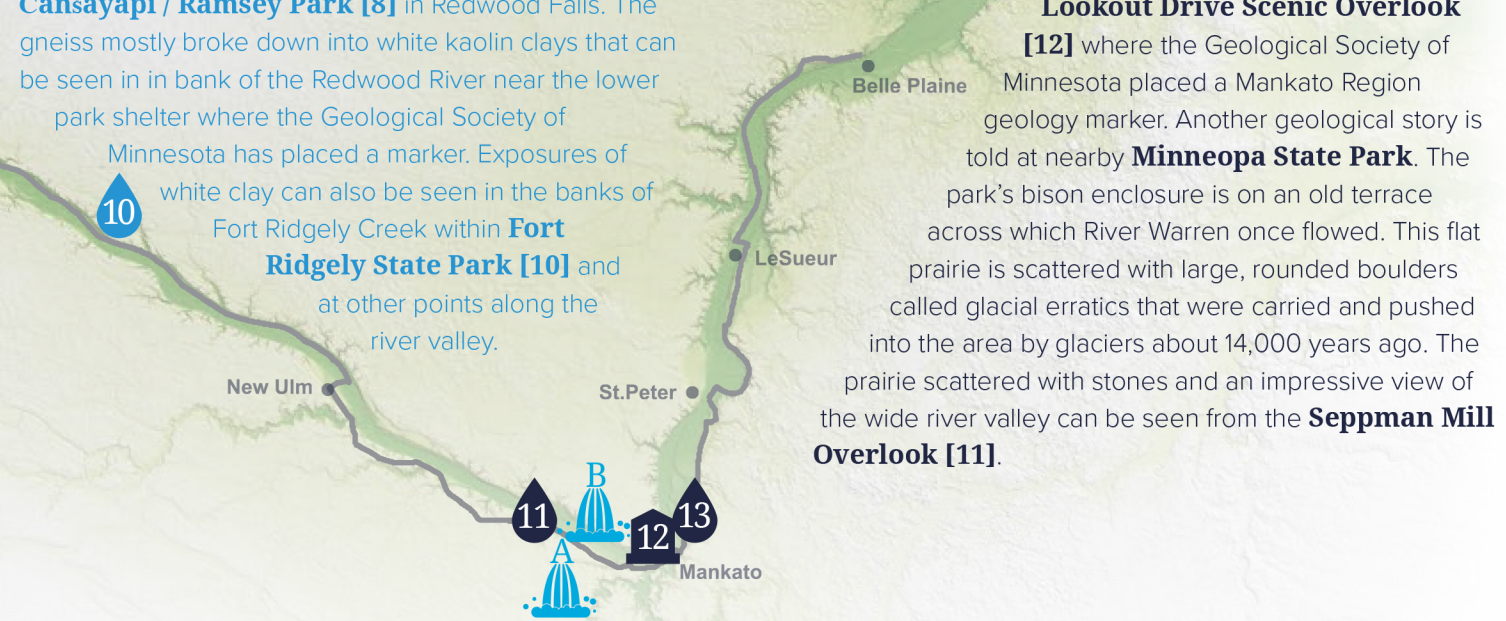 Caƞṡayapi / Ramsey Park [8] in Redwood Falls. The
gneiss mostly broke down into white kaolin clays that can
be seen in in bank of the Redwood River near the lower
park shelter where the Geological Society of
Minnesota has placed a marker. Exposures of
white clay can also be seen in the banks of
Fort Ridgely Creek within Fort
Ridgely State Park [10] and
at other points along the
river valley.
Lookout Drive Scenic Overlook
[12] where the Geological Society of
Minnesota placed a Mankato Region
geology marker. Another geological story is
told at nearby Minneopa State Park. The
park’s bison enclosure is on an old terrace
across which River Warren once flowed. This flat
prairie is scattered with large, rounded boulders
called glacial erratics that were carried and pushed
into the area by glaciers about 14,000 years ago. The
prairie scattered with stones and an impressive view of
the wide river valley can be seen from the Seppman Mill
Overlook [11].
Belle Plaine
10
LeSueur
New Ulm
St.Peter
B
11
13
12
A
Mankato